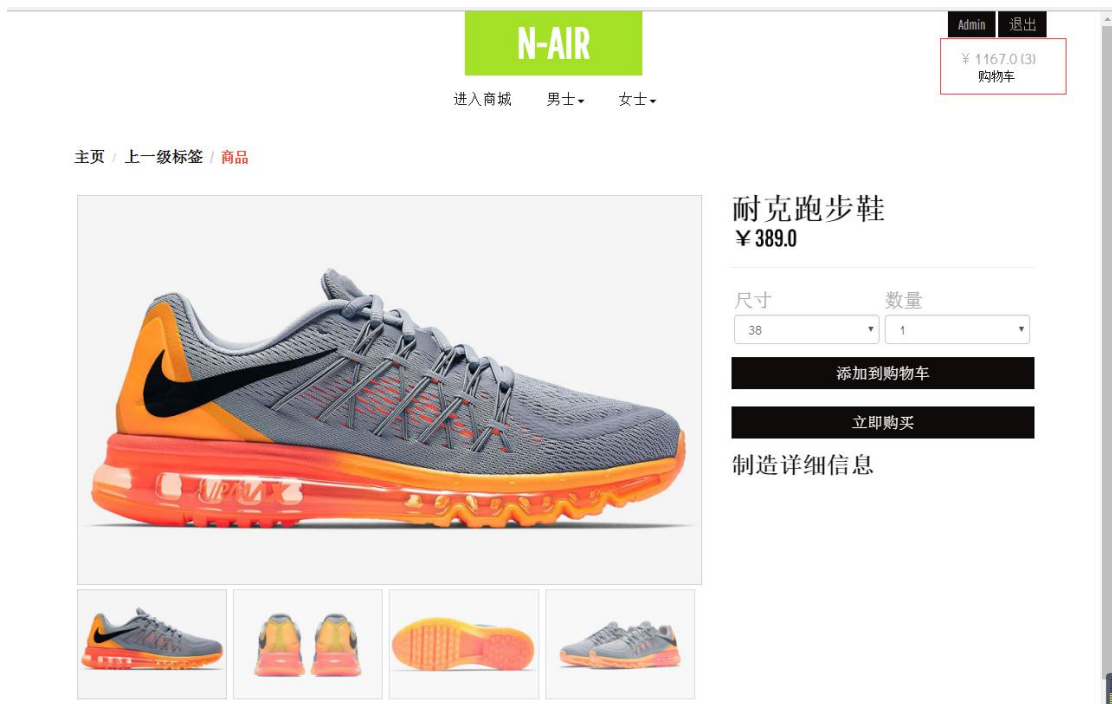 N-AIR
Admin 退出
￥1167.0 (3)
购物车
进入商城 男士 女士
主页 / 上一级标签 / 商品
耐克跑步鞋
￥389.0
尺寸 数量
38 1
添加到购物车
立即购买
制造详细信息
AIRMAX